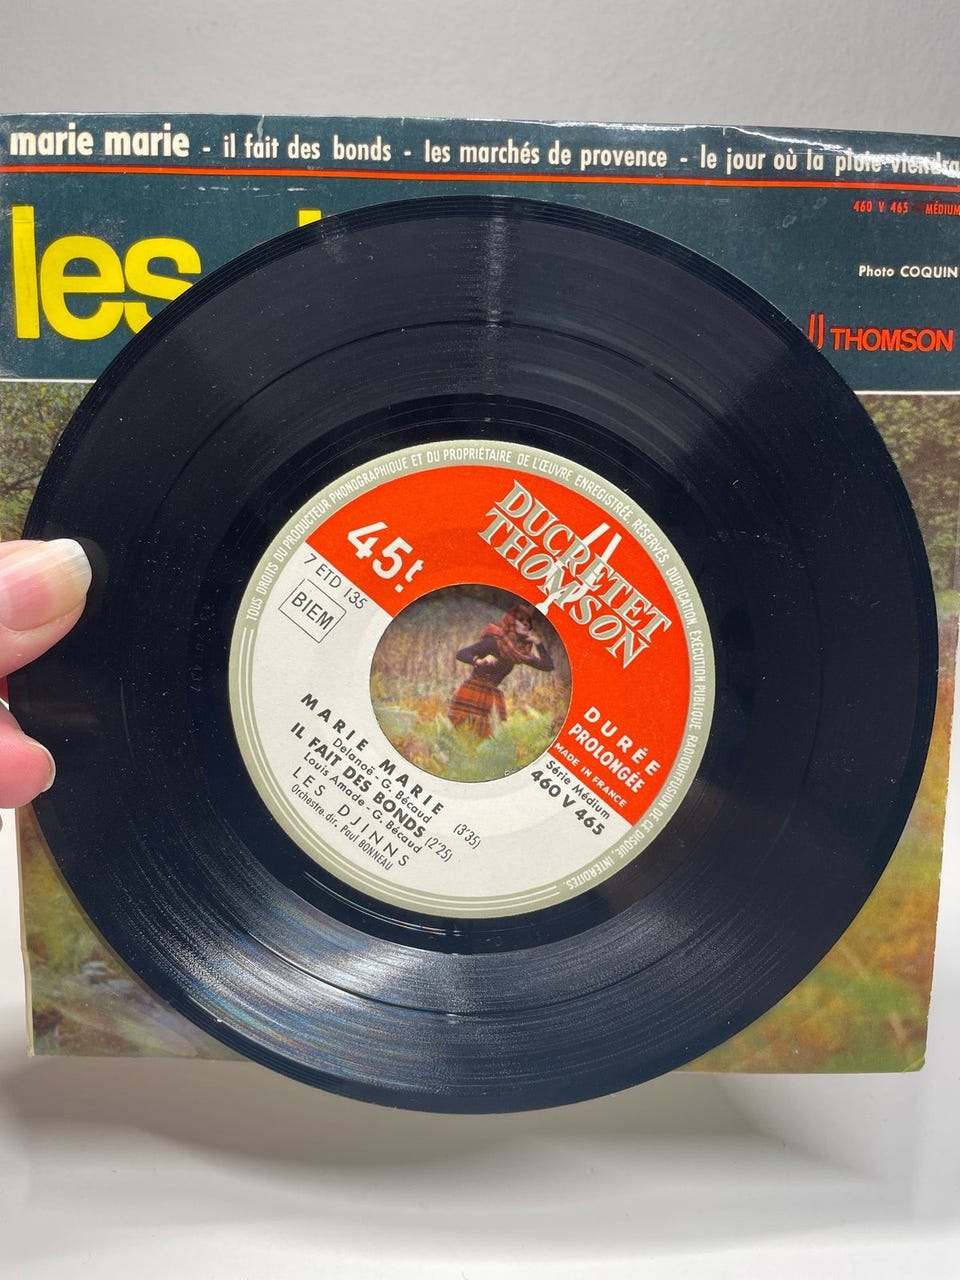 marie marie - il fait des bonds - les marchés de provence - le jour où la pluie viendra
460 V 465 MÉDIUM
les
Photo COQUIN
THOMSON
TOUS DROITS DU PRODUCTEUR PHONOGRAPHIQUE ET DU PROPRIÉTAIRE DE L'ŒUVRE ENREGISTRÉE, RÉSERVÉS, DUPLICATION, EXÉCUTION PUBLIQUE, RADIODIFFUSION DE CE DISQUE, INTERDITES.
45t
DUCRETET
THOMSON
7 ETD 135
BIEM
DURÉE
PROLONGÉE
MADE IN FRANCE
Série Médium
460 V 465
MARIE - MARIE (3'35)
Delanoë - G. Bécaud
IL FAIT DES BONDS (2'25)
Louis Amade - G. Bécaud
LES DJINNS
Orchestre. dir. Paul BONNEAU